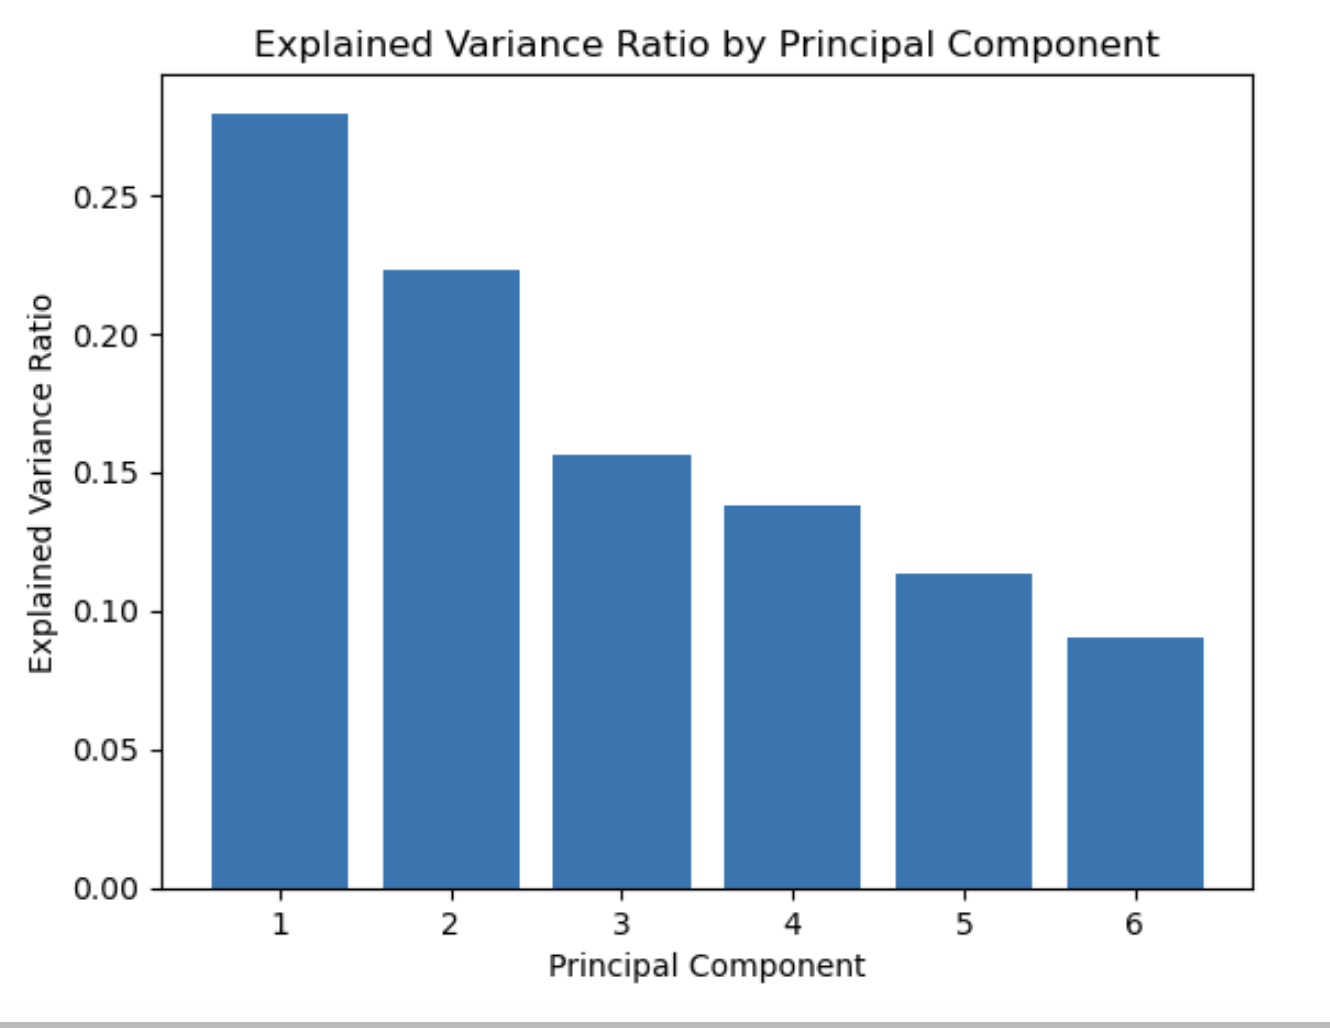 Explained Variance Ratio by Principal Component
Explained Variance Ratio
0.25
0.20
0.15
0.10
0.05
0.00
1 2 3 4 5 6
Principal Component